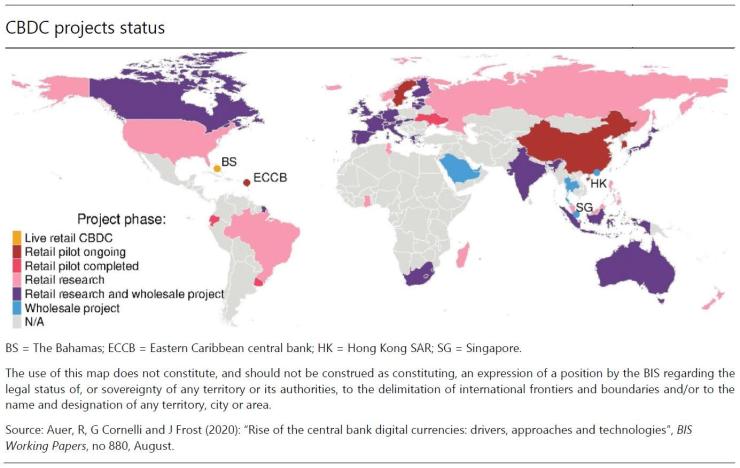 CBDC projects status
BS
ECCB
HK
SG
Project phase:
Live retail CBDC
Retail pilot ongoing
Retail pilot completed
Retail research
Retail research and wholesale project
Wholesale project
N/A
BS = The Bahamas; ECCB = Eastern Caribbean central bank; HK = Hong Kong SAR; SG = Singapore.
The use of this map does not constitute, and should not be construed as constituting, an expression of a position by the BIS regarding the
legal status of, or sovereignty of any territory or its authorities, to the delimitation of international frontiers and boundaries and/or to the
name and designation of any territory, city or area.
Source: Auer, R, G Cornelli and J Frost (2020): “Rise of the central bank digital currencies: drivers, approaches and technologies”, BIS
Working Papers, no 880, August.